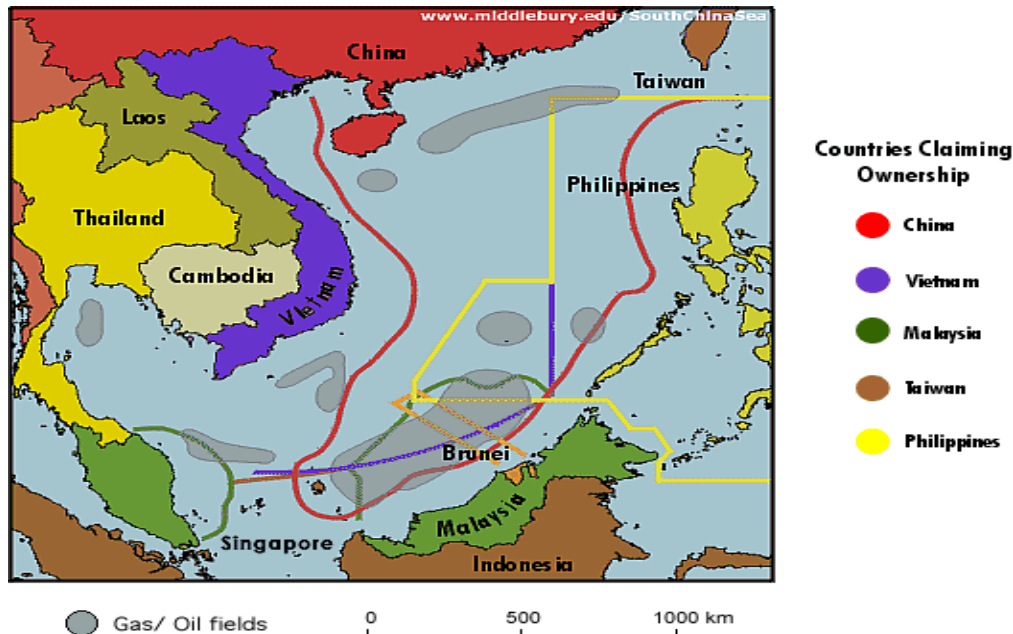 www.middlebury.edu/SouthChinaSea
China
Taiwan
Laos
Philippines
Thailand
Cambodia
Vietnam
Brunei
Malaysia
Singapore
Indonesia
Countries Claiming
Ownership
China
Vietnam
Malaysia
Taiwan
Philippines
Gas/ Oil fields
0 500 1000 km